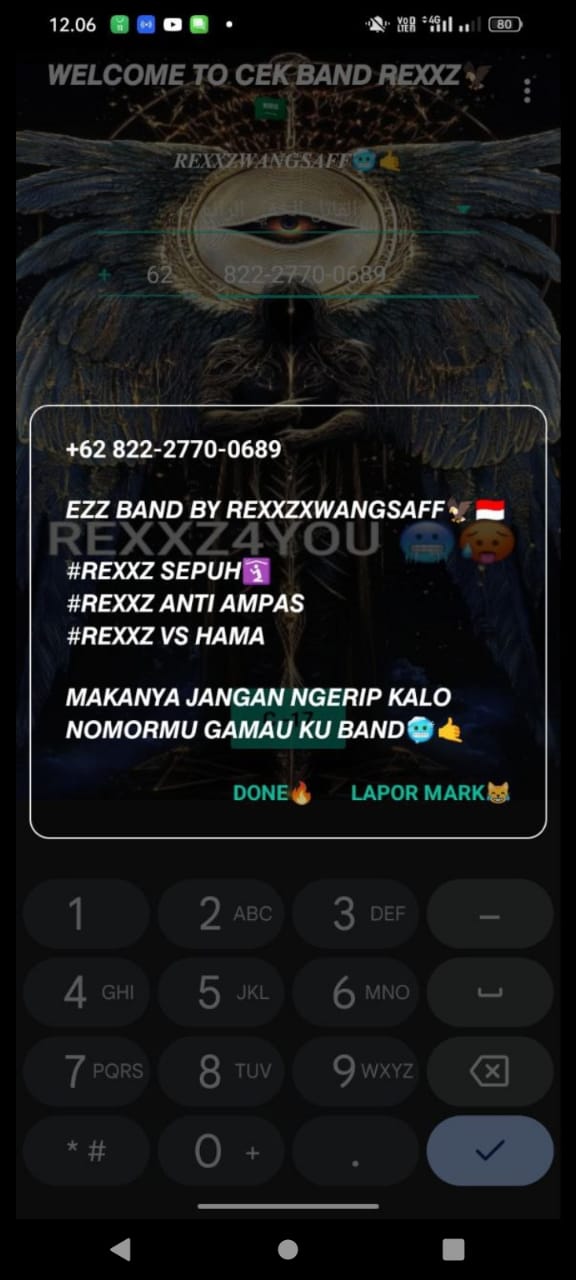 12.06
VoD LTE 4G 80
WELCOME TO CEK BAND REXXZ🦅
REXXZWANGSAFF🥶🤙
+ 62 822-2770-0689
+62 822-2770-0689
EZZ BAND BY REXXZXWANGSAFF🦅🇮🇩
REXXZ4YOU 🥶🥵
#REXXZ SEPUH🛐
#REXXZ ANTI AMPAS
#REXXZ VS HAMA
MAKANYA JANGAN NGERIP KALO
NOMORMU GAMAU KU BAND🥶🤙
DONE🔥 LAPOR MARK😹
1 2 ABC 3 DEF –
4 GHI 5 JKL 6 MNO
7 PQRS 8 TUV 9 WXYZ
* # 0 + .